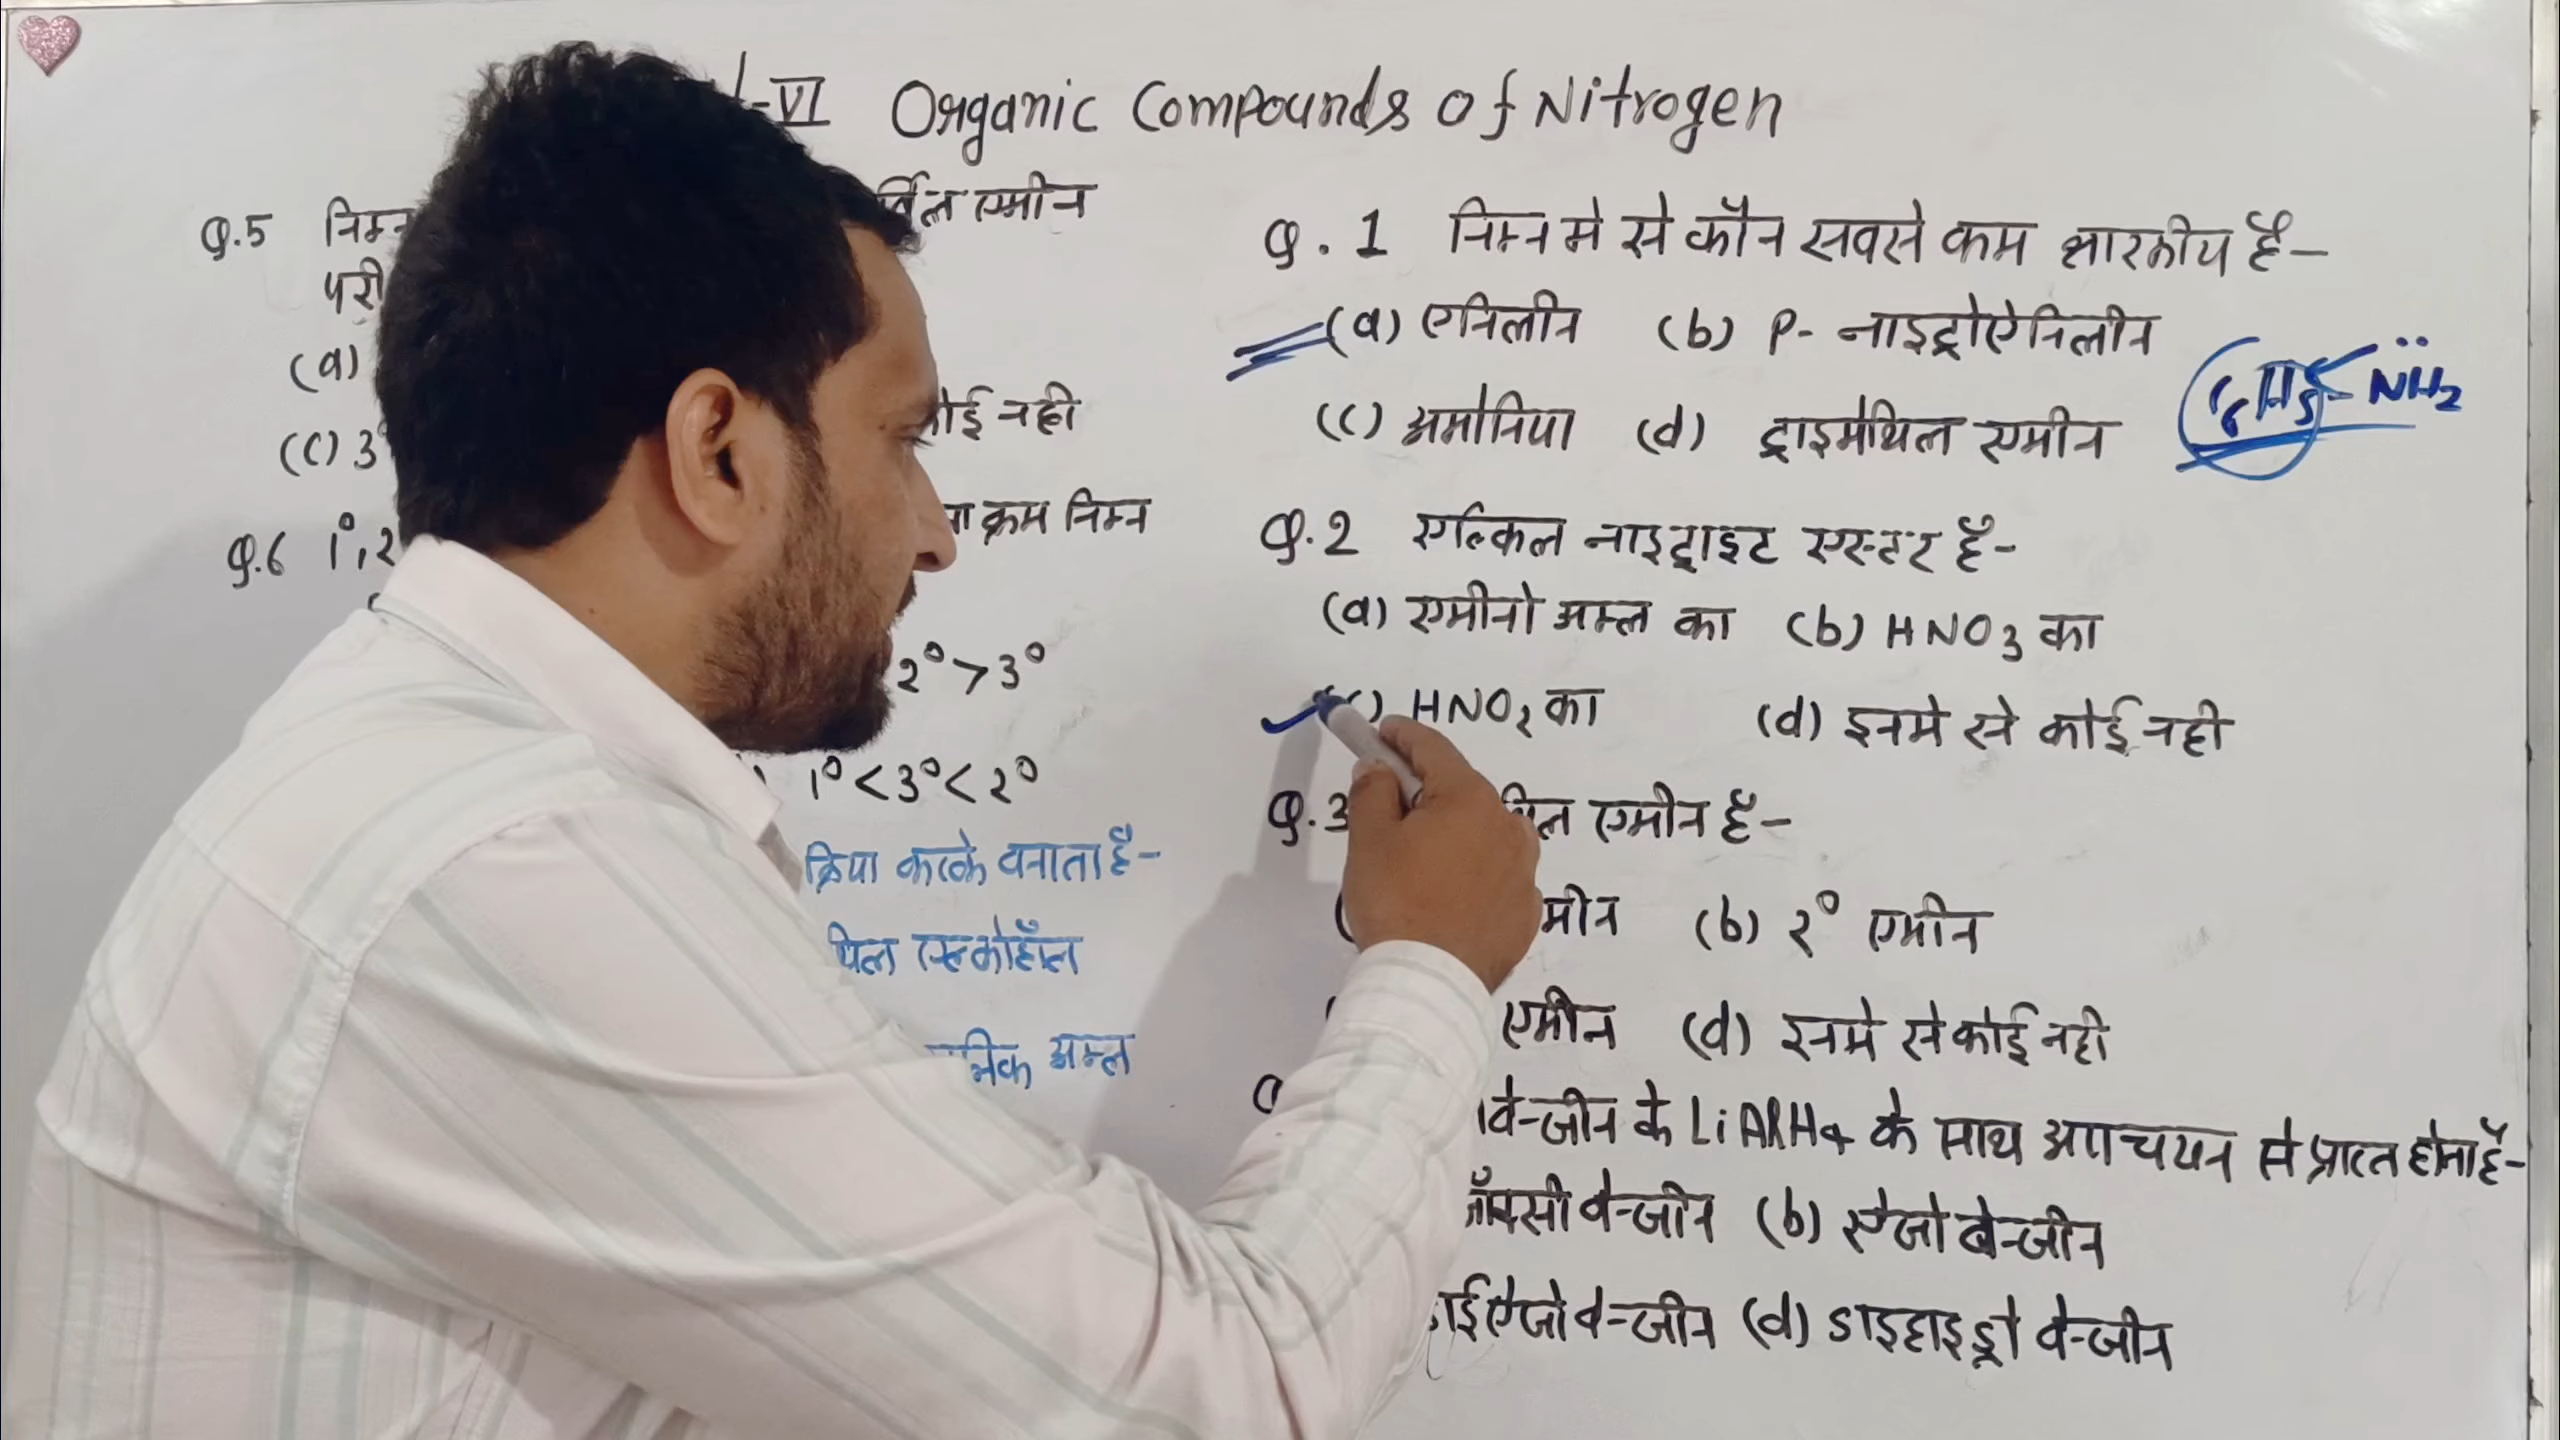 -VI Organic Compounds Of Nitrogen
Q.5 निम्न एमीन
परी
(a)
(c) 3° कोई नही
Q.6 1°, 2 क्रम निम्न
2° > 3°
1° < 3° < 2°
क्रिया करके बनाता है-
एल्कोहॉल
अम्ल
Q. 1 निम्न मे से कौन सबसे कम क्षारकीय है-
(a) एनिलीन (b) P- नाइट्रोऐनिलीन
C6H5-NH2
(c) अमोनिया (d) ट्राइमेथिल एमीन
Q.2 एल्किल नाइट्राइट एस्टर है-
(a) एमीनो अम्ल का (b) HNO3 का
(c) HNO2 का (d) इनमे से कोई नही
Q.3 एमीन है-
(b) 2° एमीन
एमीन (d) इनमे से कोई नही
बेन्जीन के LiAlH4 के साथ अपचयन से प्राप्त होता है-
बेन्जीन (b) एजो बेन्जीन
बेन्जीन (d) डाइहाइड्रो बेन्जीन